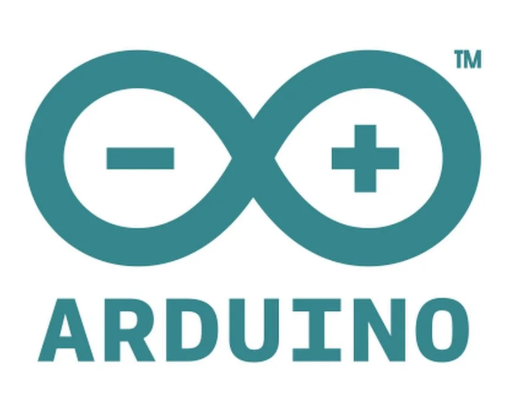 TM
- +
ARDUINO